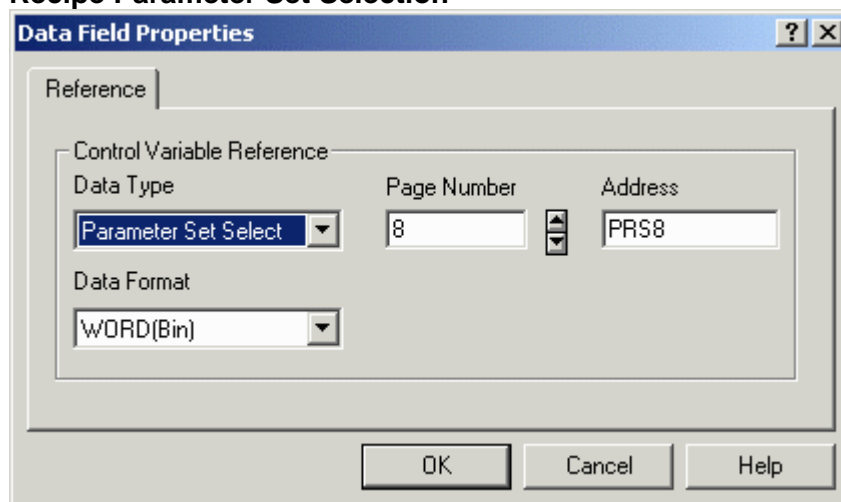 Recipe Parameter Set Selection
Data Field Properties
Reference
Control Variable Reference
Data Type Page Number Address
Parameter Set Select 8 PRS8
Data Format
WORD(Bin)
OK Cancel Help